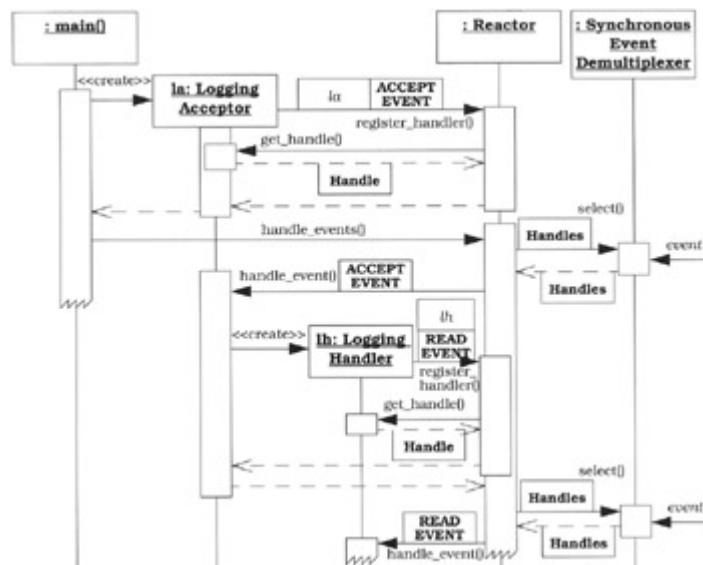 : main()
: Reactor
: Synchronous
Event
Demultiplexer
<<create>>
la: Logging
Acceptor
la
ACCEPT
EVENT
register_handler()
get_handle()
Handle
select()
handle_events()
Handles
event
Handles
handle_event()
ACCEPT
EVENT
lh
<<create>>
lh: Logging
Handler
READ
EVENT
register_
handler()
get_handle()
Handle
select()
Handles
event
Handles
READ
EVENT
handle_event()